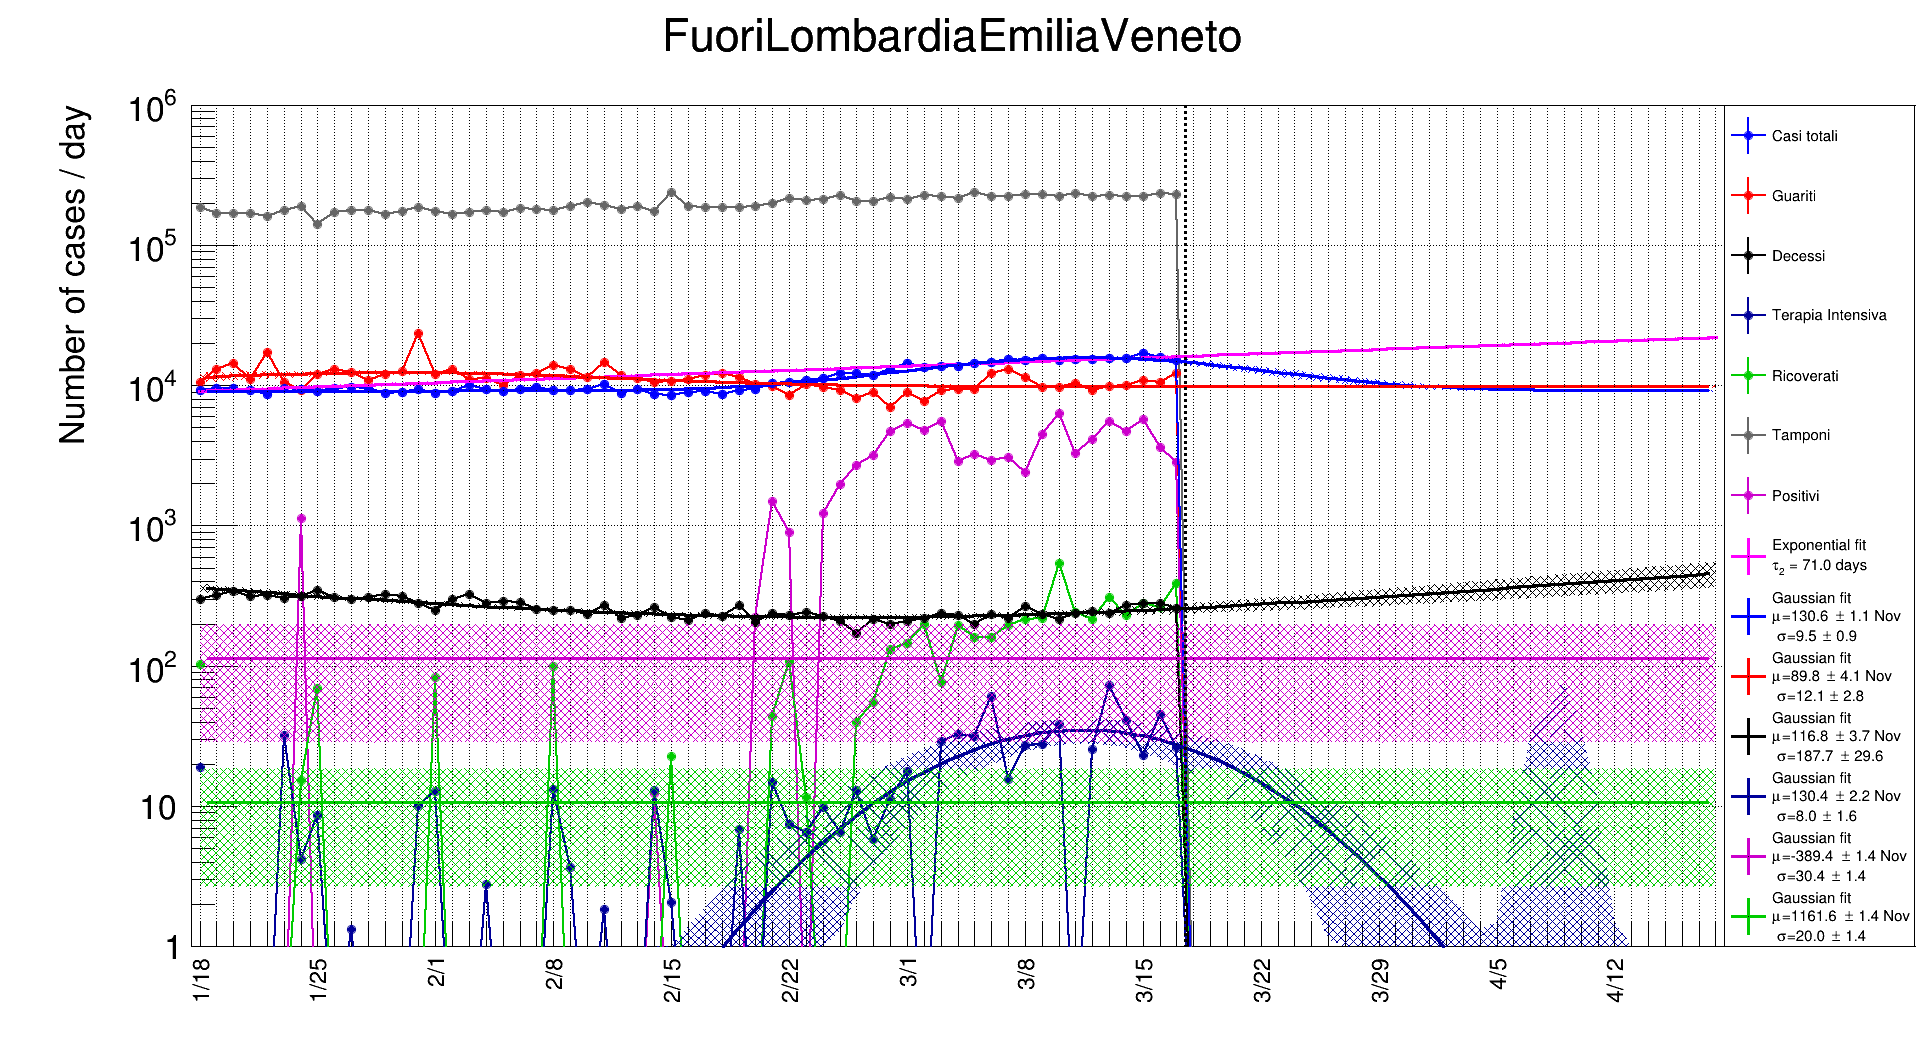 FuoriLombardiaEmiliaVeneto
Number of cases / day
10^6
10^5
10^4
10^3
10^2
10
1
1/18
1/25
2/1
2/8
2/15
2/22
3/1
3/8
3/15
3/22
3/29
4/5
4/12
Casi totali
Guariti
Decessi
Terapia Intensiva
Ricoverati
Tamponi
Positivi
Exponential fit
τ2 = 71.0 days
Gaussian fit
μ=130.6 ± 1.1 Nov
σ=9.5 ± 0.9
Gaussian fit
μ=89.8 ± 4.1 Nov
σ=12.1 ± 2.8
Gaussian fit
μ=116.8 ± 3.7 Nov
σ=187.7 ± 29.6
Gaussian fit
μ=130.4 ± 2.2 Nov
σ=8.0 ± 1.6
Gaussian fit
μ=-389.4 ± 1.4 Nov
σ=30.4 ± 1.4
Gaussian fit
μ=1161.6 ± 1.4 Nov
σ=20.0 ± 1.4